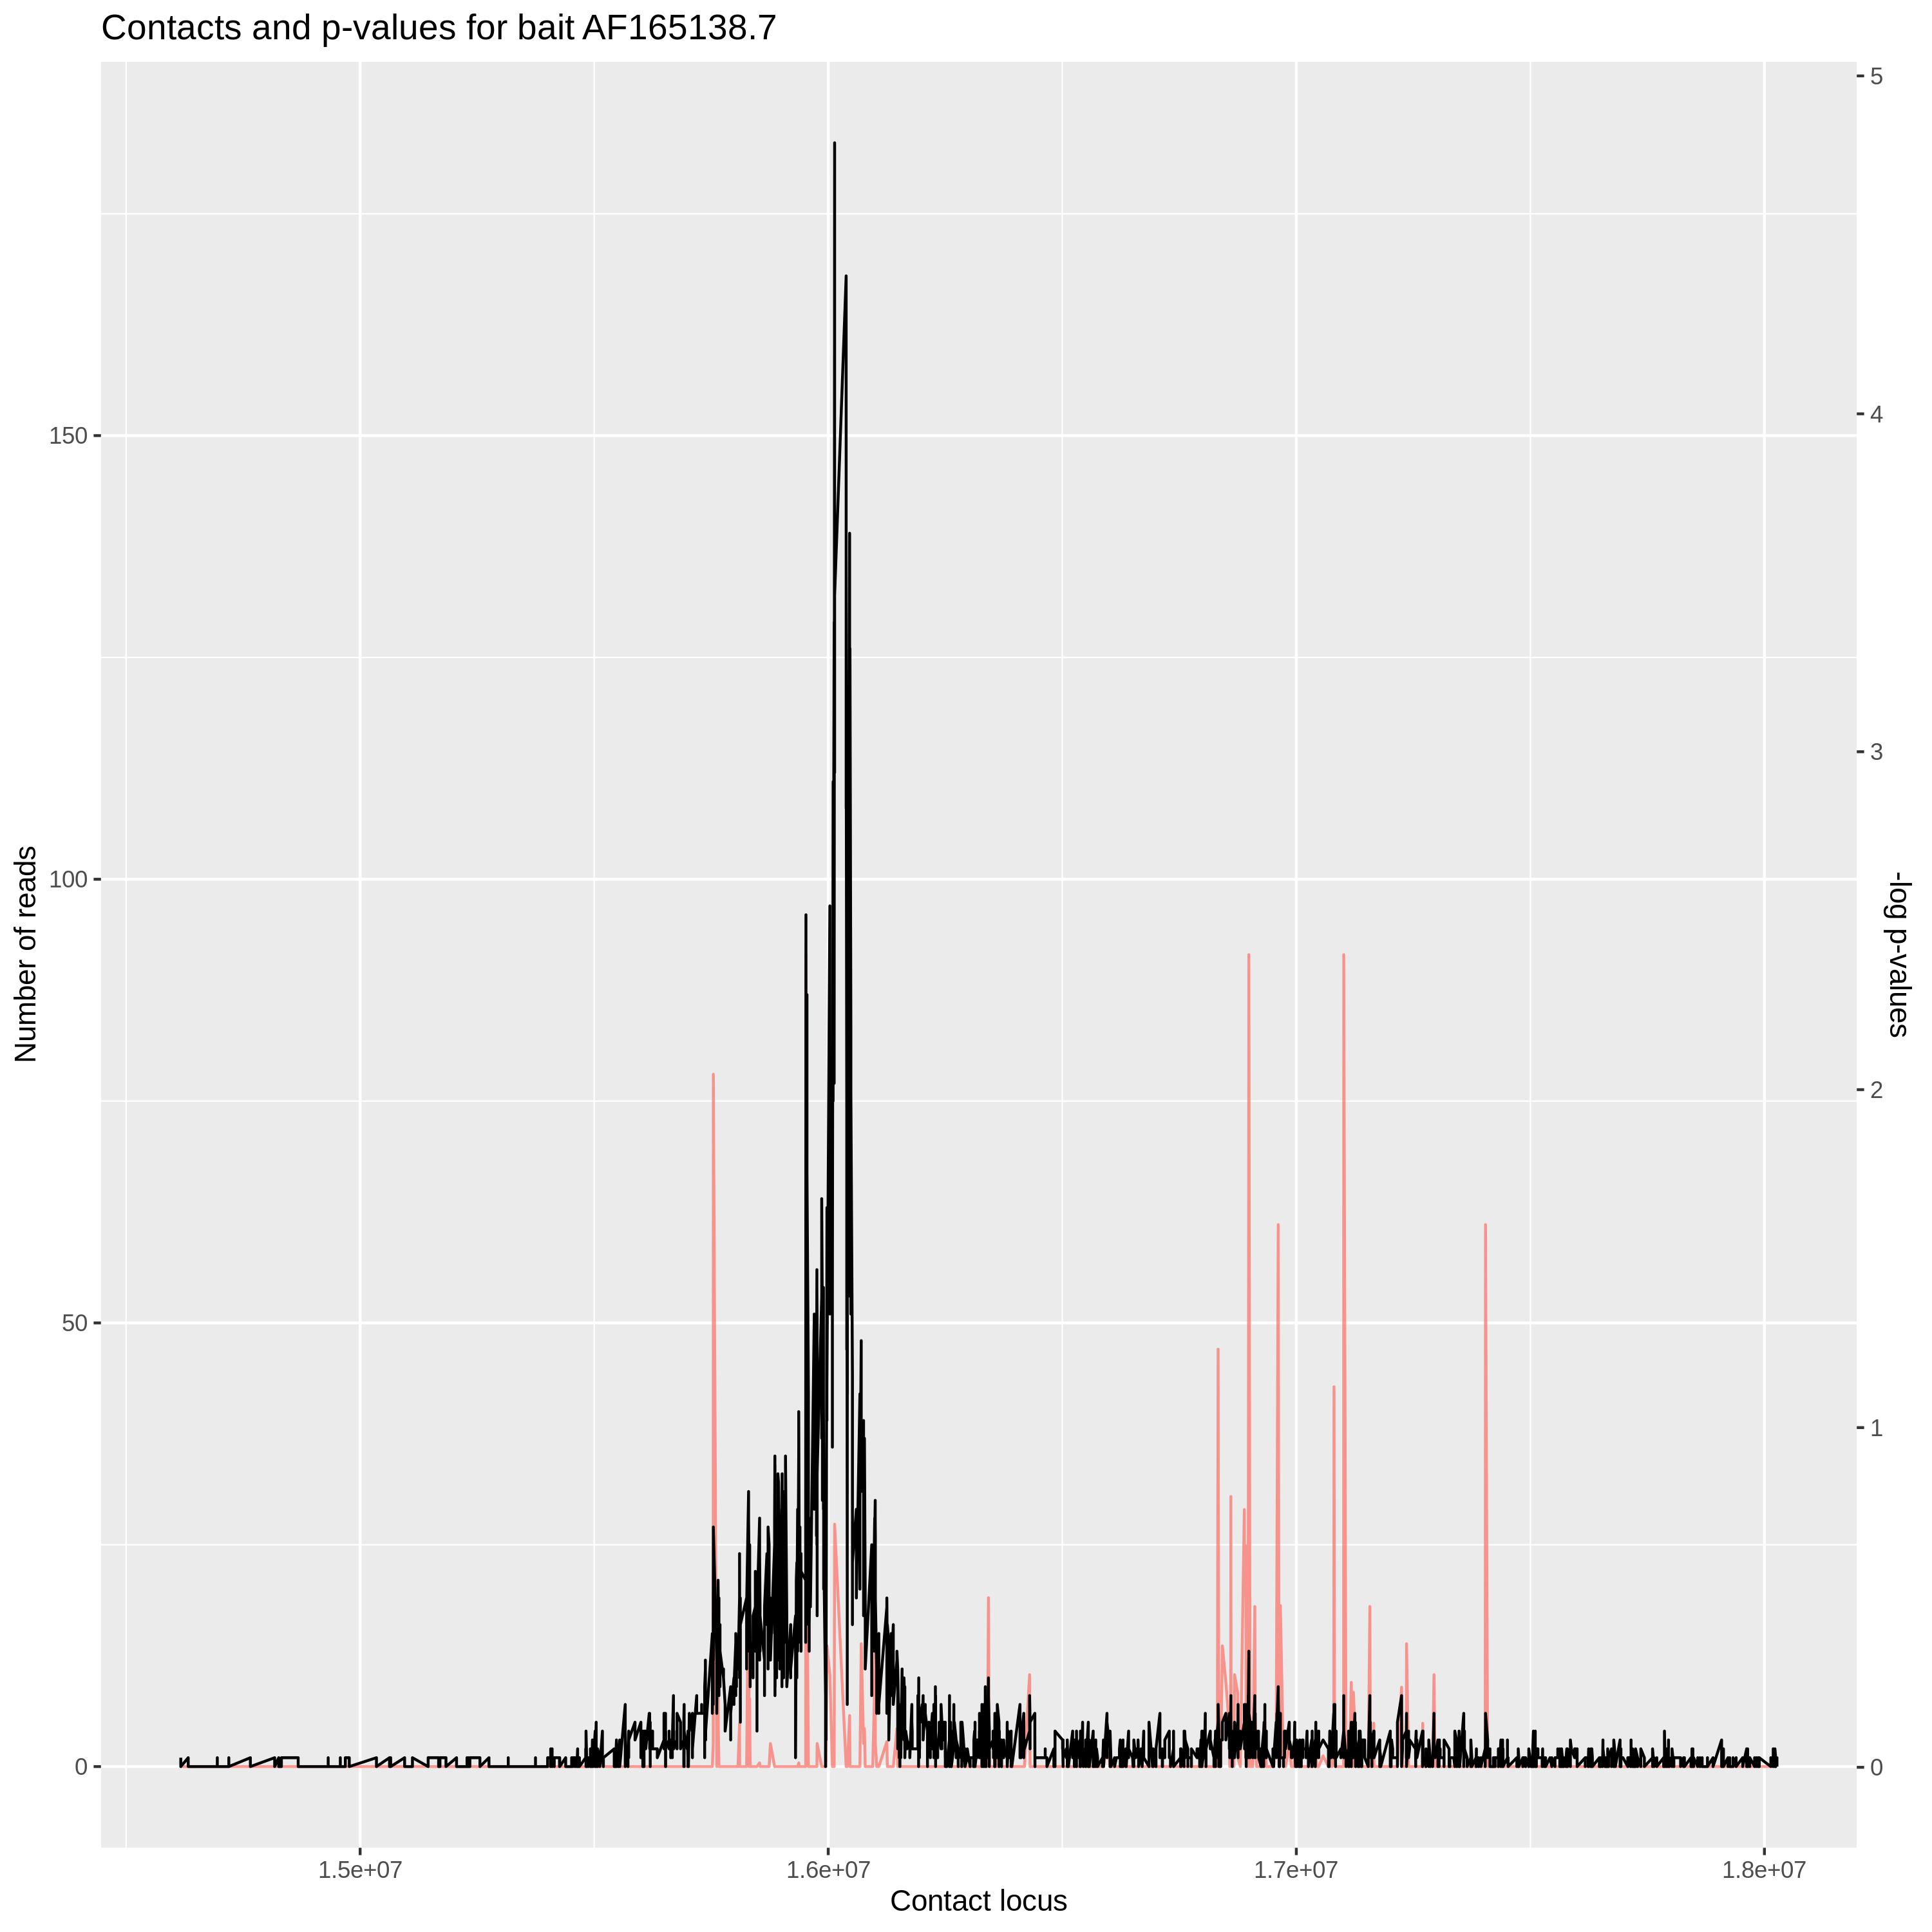 Contacts and p-values for bait AF165138.7
5
4
3
2
1
0
150
100
50
0
Number of reads
-log p-values
1.5e+07
1.6e+07
1.7e+07
1.8e+07
Contact locus